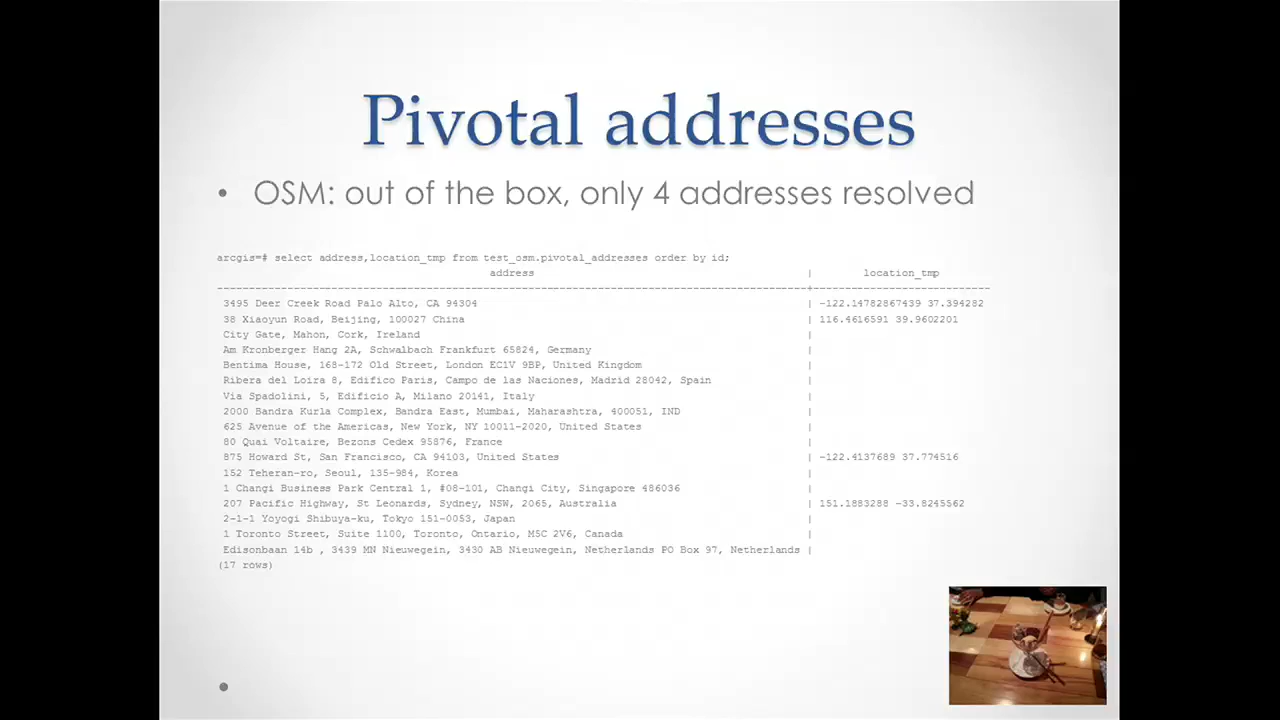 Pivotal addresses
• OSM: out of the box, only 4 addresses resolved
arcgis=# select address,location_tmp from test_osm.pivotal_addresses order by id;
address | location_tmp
--------------------------------------------------------------------------------+--------------------------
3495 Deer Creek Road Palo Alto, CA 94304 | -122.14782867439 37.394282
38 Xiaoyun Road, Beijing, 100027 China | 116.4616591 39.9602201
City Gate, Mahon, Cork, Ireland |
Am Kronberger Hang 2A, Schwalbach Frankfurt 65824, Germany |
Bentima House, 168-172 Old Street, London EC1V 9BP, United Kingdom |
Ribera del Loira 8, Edifico Paris, Campo de las Naciones, Madrid 28042, Spain |
Via Spadolini, 5, Edificio A, Milano 20141, Italy |
2000 Bandra Kurla Complex, Bandra East, Mumbai, Maharashtra, 400051, IND |
625 Avenue of the Americas, New York, NY 10011-2020, United States |
80 Quai Voltaire, Bezons Cedex 95876, France |
875 Howard St, San Francisco, CA 94103, United States | -122.4137689 37.774516
152 Teheran-ro, Seoul, 135-984, Korea |
1 Changi Business Park Central 1, #08-101, Changi City, Singapore 486036 |
207 Pacific Highway, St Leonards, Sydney, NSW, 2065, Australia | 151.1883288 -33.8245562
2-1-1 Yoyogi Shibuya-ku, Tokyo 151-0053, Japan |
1 Toronto Street, Suite 1100, Toronto, Ontario, M5C 2V6, Canada |
Edisonbaan 14b , 3439 MN Nieuwegein, 3430 AB Nieuwegein, Netherlands PO Box 97, Netherlands |
(17 rows)
•